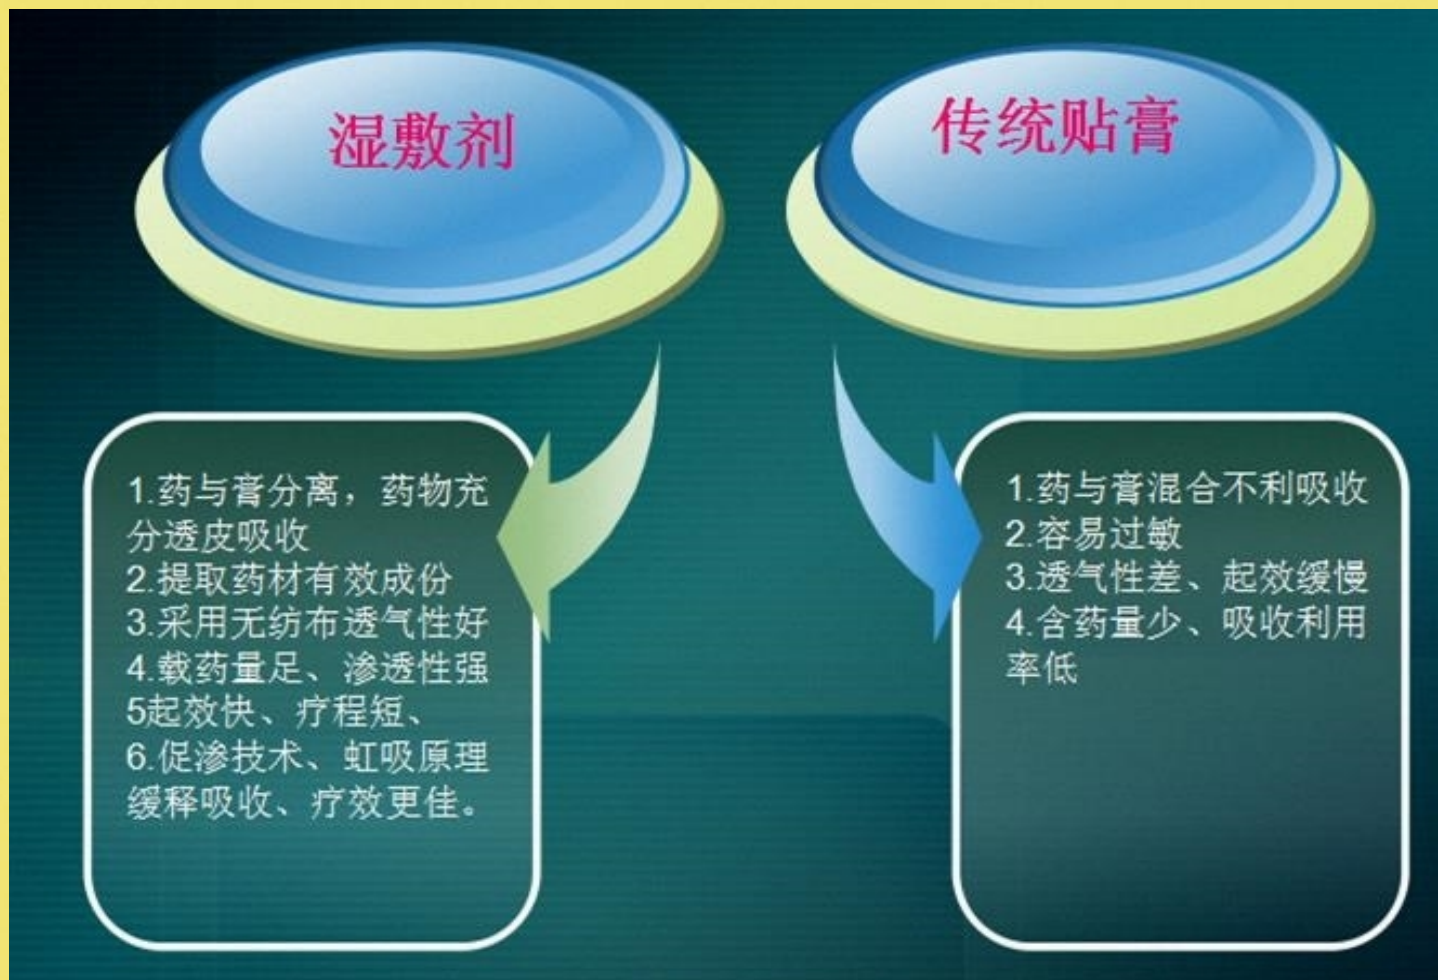 湿敷剂
传统贴膏
1.药与膏分离，药物充
分透皮吸收
2.提取药材有效成份
3.采用无纺布透气性好
4.载药量足、渗透性强
5起效快、疗程短、
6.促渗技术、虹吸原理
缓释吸收、疗效更佳。
1.药与膏混合不利吸收
2.容易过敏
3.透气性差、起效缓慢
4.含药量少、吸收利用
率低